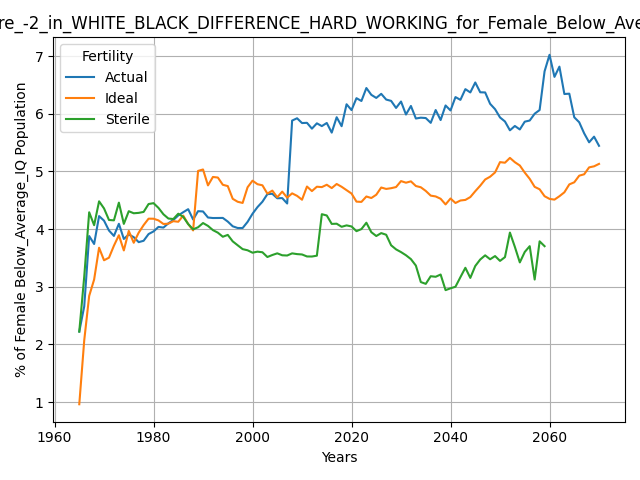 re_-2_in_WHITE_BLACK_DIFFERENCE_HARD_WORKING_for_Female_Below_Ave
Fertility
Actual
Ideal
Sterile
% of Female Below_Average_IQ Population
7
6
5
4
3
2
1
1960
1980
2000
2020
2040
2060
Years